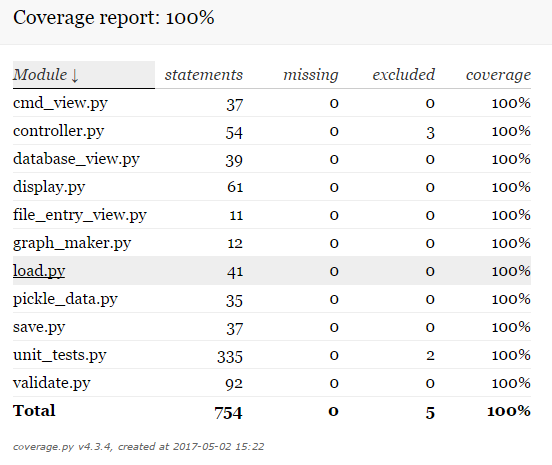 Coverage report: 100%
Module ↓ statements missing excluded coverage
cmd_view.py 37 0 0 100%
controller.py 54 0 3 100%
database_view.py 39 0 0 100%
display.py 61 0 0 100%
file_entry_view.py 11 0 0 100%
graph_maker.py 12 0 0 100%
load.py 41 0 0 100%
pickle_data.py 35 0 0 100%
save.py 37 0 0 100%
unit_tests.py 335 0 2 100%
validate.py 92 0 0 100%
Total 754 0 5 100%
coverage.py v4.3.4, created at 2017-05-02 15:22